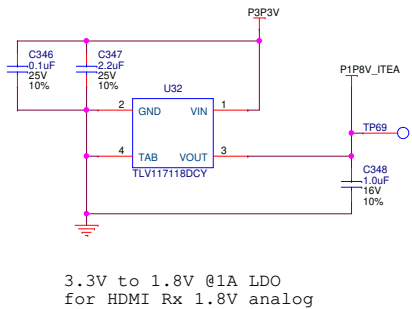 P3P3V
C346
0.1uF
25V
10%
C347
2.2uF
25V
10%
P1P8V_ITEA
U32
2 GND VIN 1
TP69
4 TAB VOUT 3
TLV117118DCY
C348
1.0uF
16V
10%
3.3V to 1.8V @1A LDO
for HDMI Rx 1.8V analog